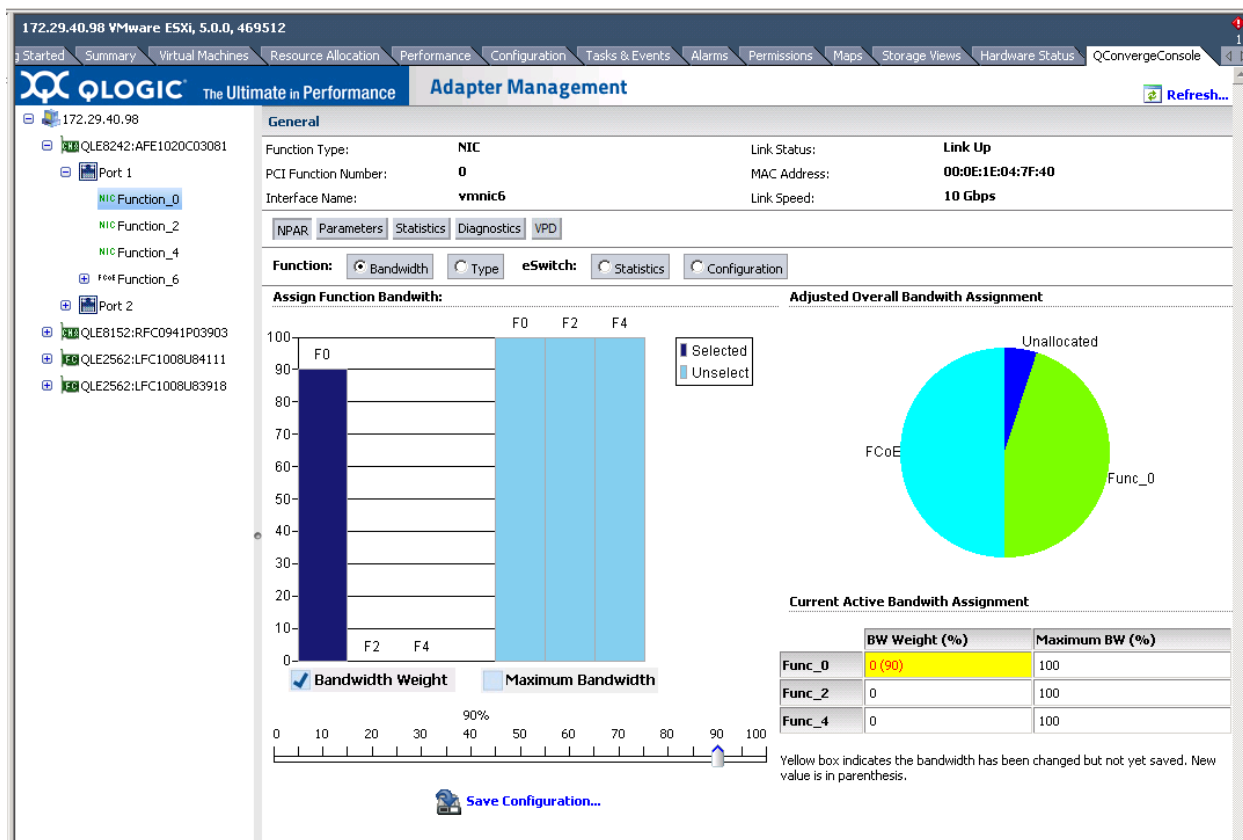 172.29.40.98 VMware ESXi, 5.0.0, 469512
1
g Started Summary Virtual Machines Resource Allocation Performance Configuration Tasks & Events Alarms Permissions Maps Storage Views Hardware Status QConvergeConsole
QLOGIC The Ultimate in Performance Adapter Management
Refresh...
172.29.40.98
QLE8242:AFE1020C03081
Port 1
NIC Function_0
NIC Function_2
NIC Function_4
FCoE Function_6
Port 2
QLE8152:RFC0941P03903
FC QLE2562:LFC1008U84111
FC QLE2562:LFC1008U83918
General
Function Type: NIC Link Status: Link Up
PCI Function Number: 0 MAC Address: 00:0E:1E:04:7F:40
Interface Name: vmnic6 Link Speed: 10 Gbps
NPAR Parameters Statistics Diagnostics VPD
Function: Bandwidth Type eSwitch: Statistics Configuration
Assign Function Bandwith:
F0 F2 F4
100
F0
90
80
70
60
50
40
30
20
10
F2 F4
0
Selected
Unselect
Bandwidth Weight Maximum Bandwidth
90%
0 10 20 30 40 50 60 70 80 90 100
Save Configuration...
Adjusted Overall Bandwith Assignment
Unallocated
FCoE
Func_0
Current Active Bandwith Assignment
BW Weight (%) Maximum BW (%)
Func_0 0 (90) 100
Func_2 0 100
Func_4 0 100
Yellow box indicates the bandwidth has been changed but not yet saved. New
value is in parenthesis.